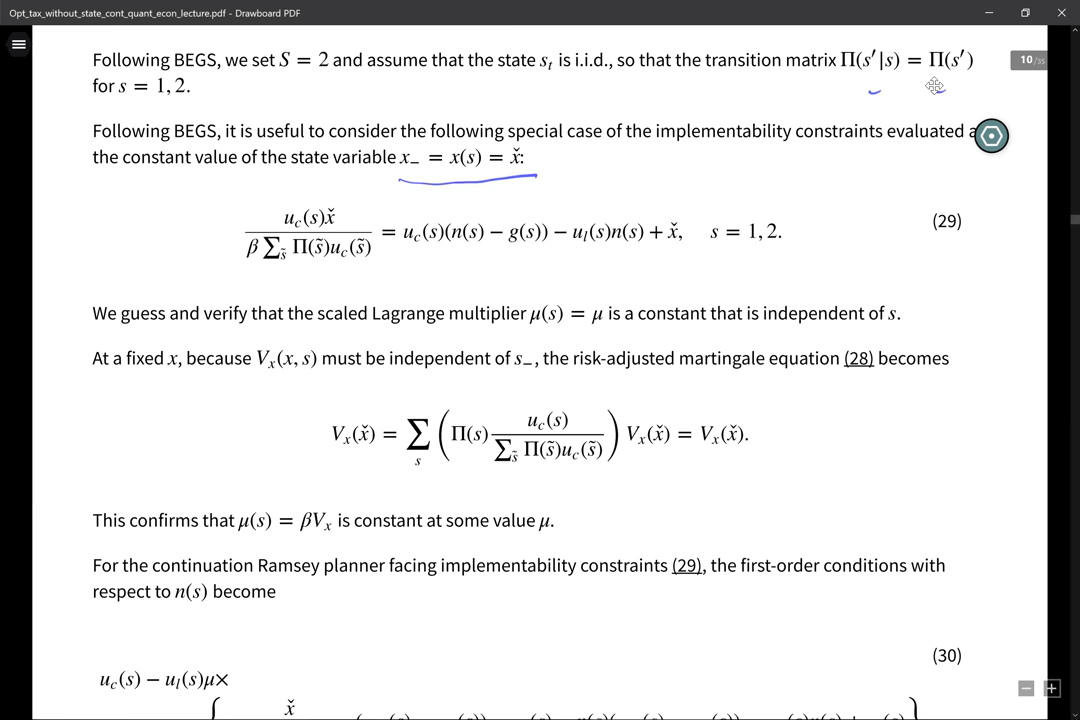 Opt_tax_without_state_cont_quant_econ_lecture.pdf - Drawboard PDF
Following BEGS, we set S = 2 and assume that the state s_t is i.i.d., so that the transition matrix Π(s′|s) = Π(s′)
10/35
for s = 1, 2.
Following BEGS, it is useful to consider the following special case of the implementability constraints evaluated
the constant value of the state variable x_− = x(s) = x̌:
u_c(s)x̌ / β ∑_s̃ Π(s̃)u_c(s̃) = u_c(s)(n(s) − g(s)) − u_l(s)n(s) + x̌, s = 1, 2. (29)
We guess and verify that the scaled Lagrange multiplier μ(s) = μ is a constant that is independent of s.
At a fixed x, because V_x(x, s) must be independent of s_−, the risk-adjusted martingale equation (28) becomes
V_x(x̌) = ∑_s (Π(s) u_c(s) / ∑_s̃ Π(s̃)u_c(s̃)) V_x(x̌) = V_x(x̌).
This confirms that μ(s) = βV_x is constant at some value μ.
For the continuation Ramsey planner facing implementability constraints (29), the first-order conditions with
respect to n(s) become
(30)
u_c(s) − u_l(s)μ×
x̌